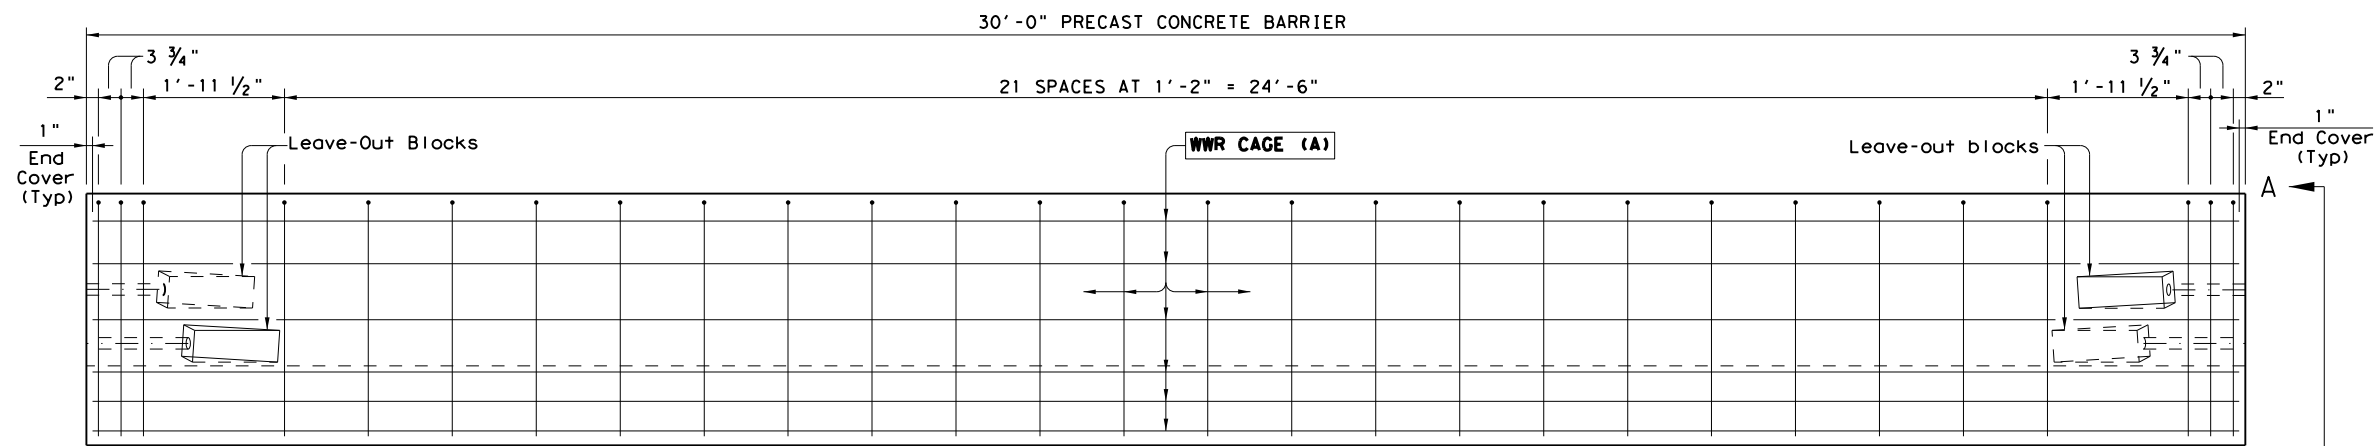 30'-0" PRECAST CONCRETE BARRIER
3 3/4"
3 3/4"
2"
1'-11 1/2"
21 SPACES AT 1'-2" = 24'-6"
1'-11 1/2"
2"
1"
End
Cover
(Typ)
Leave-Out Blocks
WWR CAGE (A)
Leave-out blocks
1"
End Cover
(Typ)
A